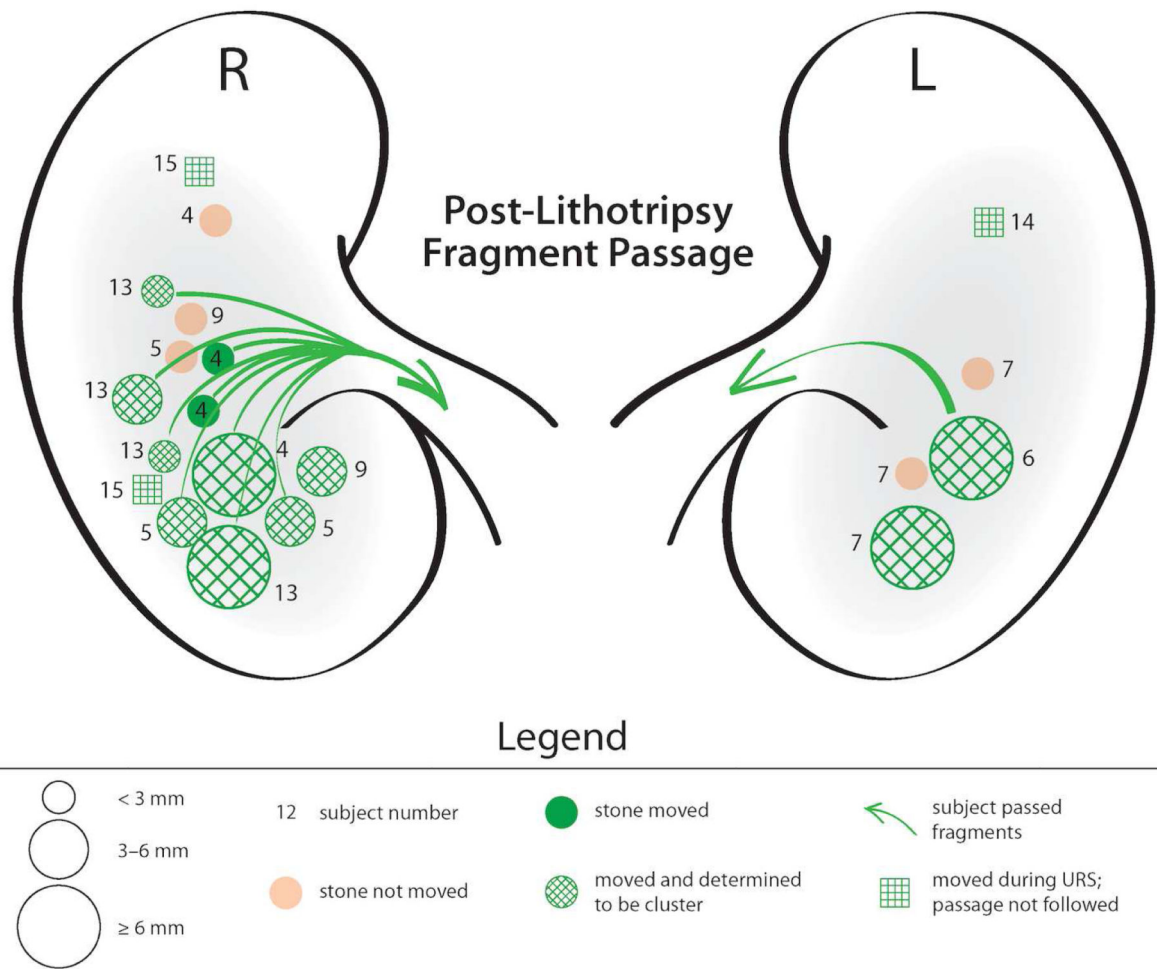 R
L
Post-Lithotripsy
Fragment Passage
15
4
13
9
5
4
13
4
13
4
9
15
5
5
13
14
7
7
6
7
Legend
< 3 mm
3–6 mm
≥ 6 mm
12 subject number
stone not moved
stone moved
moved and determined
to be cluster
subject passed
fragments
moved during URS;
passage not followed